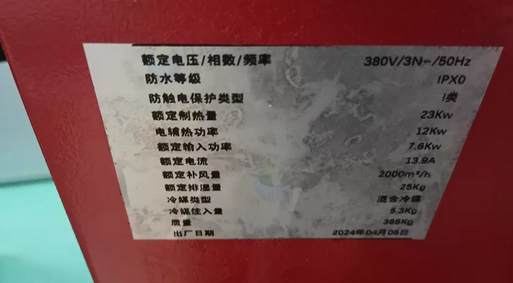 额定电压/相数/频率 380V/3N~/50Hz
防水等级 IPX0
防触电保护类型 I类
额定制热量 23Kw
电辅热功率 12Kw
额定输入功率 7.6Kw
额定电流 13.9A
额定补风量 2000m³/h
额定排湿量 25Kg
冷媒类型 混合冷媒
冷媒注入量 5.3Kg
质量 365Kg
出厂日期 2024年04月05日